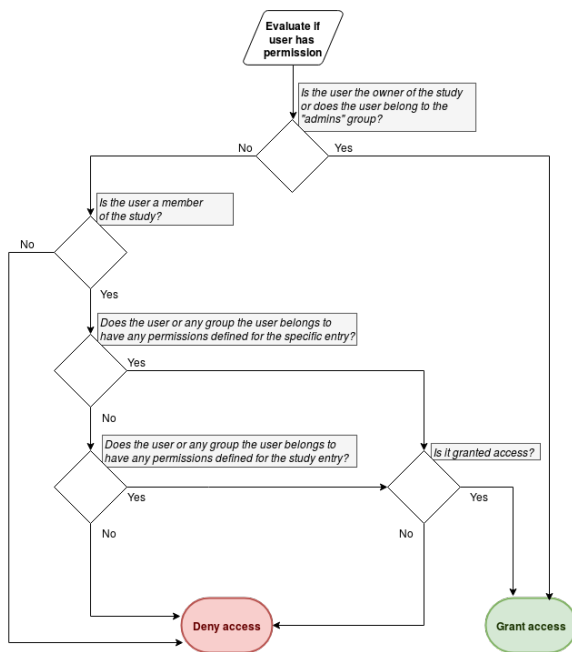 Evaluate if
user has
permission
Is the user the owner of the study
or does the user belong to the
"admins" group?
No
Yes
Is the user a member
of the study?
No
Yes
Does the user or any group the user belongs to
have any permissions defined for the specific entry?
Yes
No
Does the user or any group the user belongs to
have any permissions defined for the study entry?
Is it granted access?
Yes
Yes
No
No
Deny access
Grant access